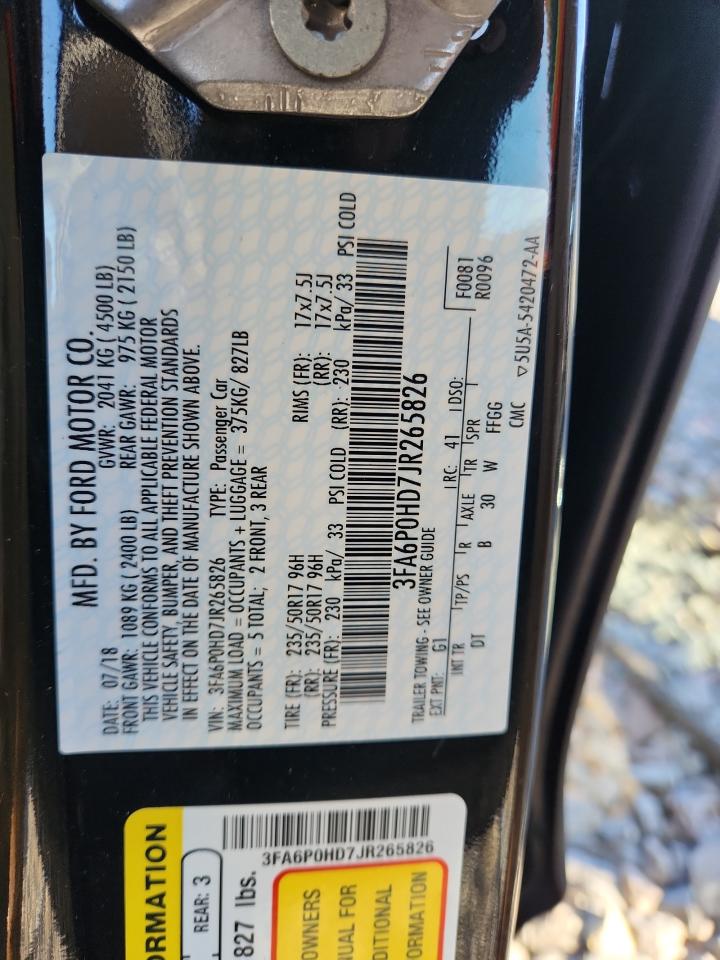 MFD. BY FORD MOTOR CO.
DATE: 07/18 GVWR: 2041 KG ( 4500 LB)
FRONT GAWR: 1089 KG ( 2400 LB) REAR GAWR: 975 KG ( 2150 LB)
THIS VEHICLE CONFORMS TO ALL APPLICABLE FEDERAL MOTOR
VEHICLE SAFETY, BUMPER, AND THEFT PREVENTION STANDARDS
IN EFFECT ON THE DATE OF MANUFACTURE SHOWN ABOVE.
VIN: 3FA6P0HD7JR265826 TYPE: Passenger Car
MAXIMUM LOAD = OCCUPANTS + LUGGAGE = 375KG/ 827LB
OCCUPANTS = 5 TOTAL; 2 FRONT, 3 REAR
TIRE (FR): 235/50R17 96H RIMS (FR): 17x7.5J
(RR): 235/50R17 96H (RR): 17x7.5J
PRESSURE (FR): 230 kPa/ 33 PSI COLD (RR): 230 kPa/ 33 PSI COLD
3FA6P0HD7JR265826
TRAILER TOWING - SEE OWNER GUIDE
F0081
R0096
EXT PNT: G1 RC: 41 DSO:
INT TR TP/PS R AXLE TR SPR
DT B 30 W FFGG
CMC ▽5U5A-5420472-AA
ORMATION
REAR: 3
827 lbs.
3FA6P0HD7JR265826
OWNERS
NUAL FOR
DITIONAL
ORMATION